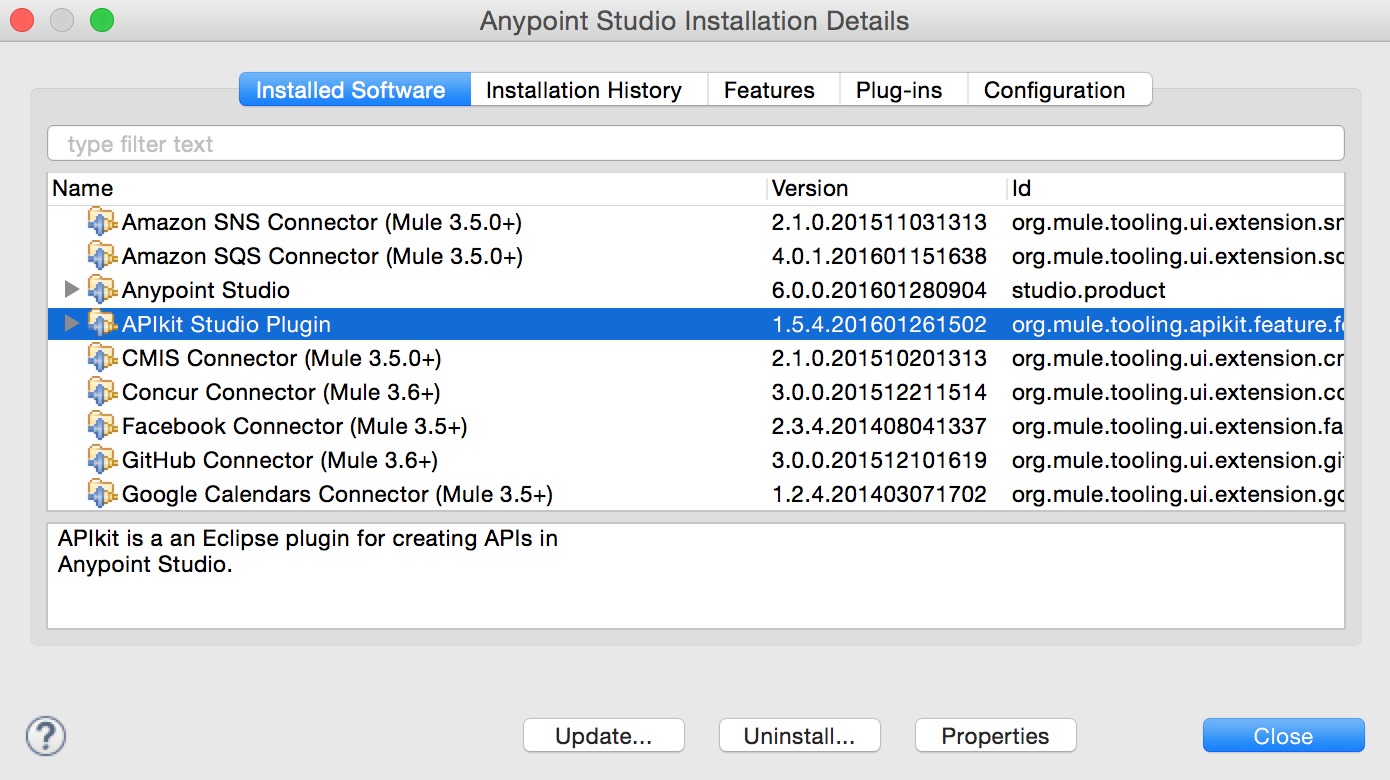 Anypoint Studio Installation Details
Installed Software Installation History Features Plug-ins Configuration
type filter text
Name Version Id
Amazon SNS Connector (Mule 3.5.0+) 2.1.0.201511031313 org.mule.tooling.ui.extension.sn
Amazon SQS Connector (Mule 3.5.0+) 4.0.1.201601151638 org.mule.tooling.ui.extension.sq
Anypoint Studio 6.0.0.201601280904 studio.product
APIkit Studio Plugin 1.5.4.201601261502 org.mule.tooling.apikit.feature.fe
CMIS Connector (Mule 3.5.0+) 2.1.0.201510201313 org.mule.tooling.ui.extension.cm
Concur Connector (Mule 3.6+) 3.0.0.201512211514 org.mule.tooling.ui.extension.co
Facebook Connector (Mule 3.5+) 2.3.4.201408041337 org.mule.tooling.ui.extension.fa
GitHub Connector (Mule 3.6+) 3.0.0.201512101619 org.mule.tooling.ui.extension.git
Google Calendars Connector (Mule 3.5+) 1.2.4.201403071702 org.mule.tooling.ui.extension.go
APIkit is a an Eclipse plugin for creating APIs in
Anypoint Studio.
? Update... Uninstall... Properties Close